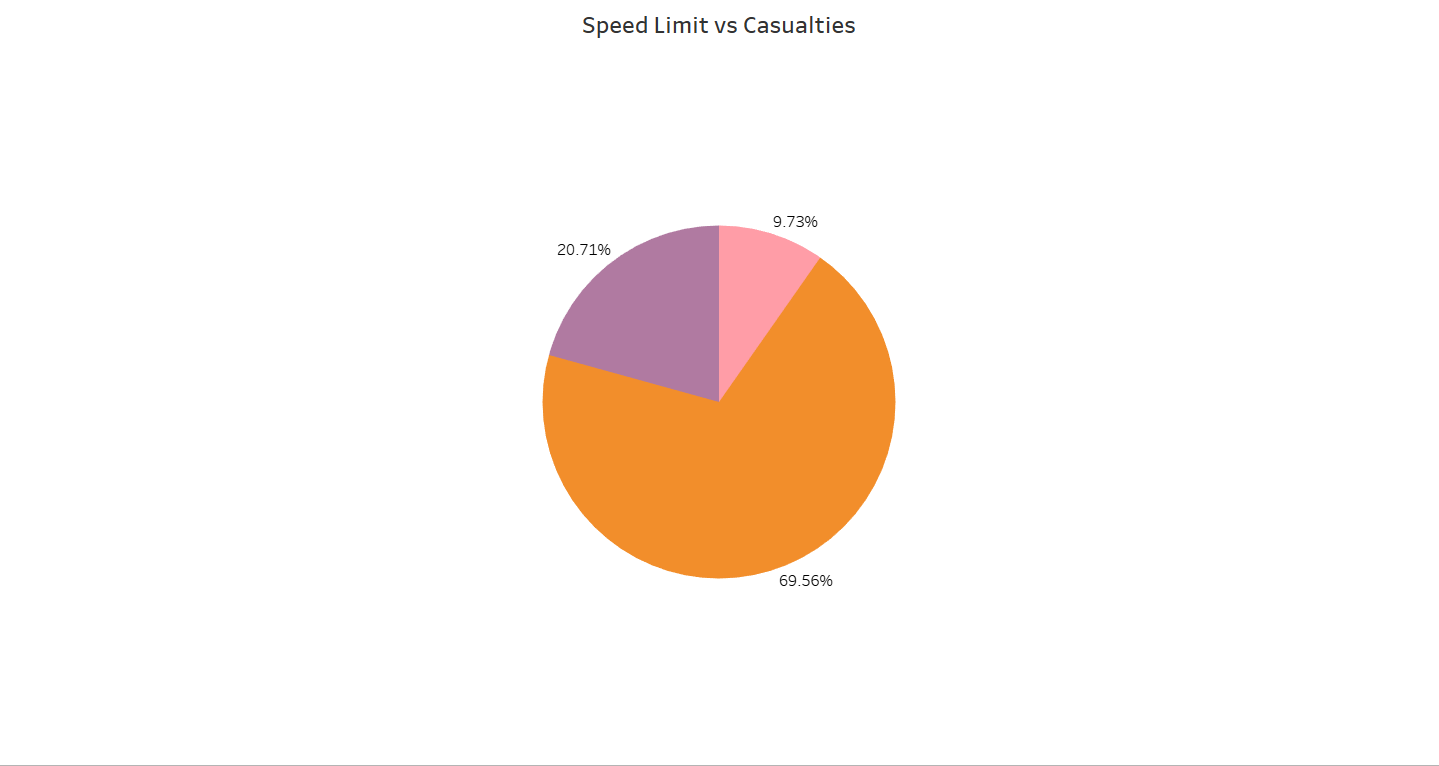 Speed Limit vs Casualties
9.73%
20.71%
69.56%